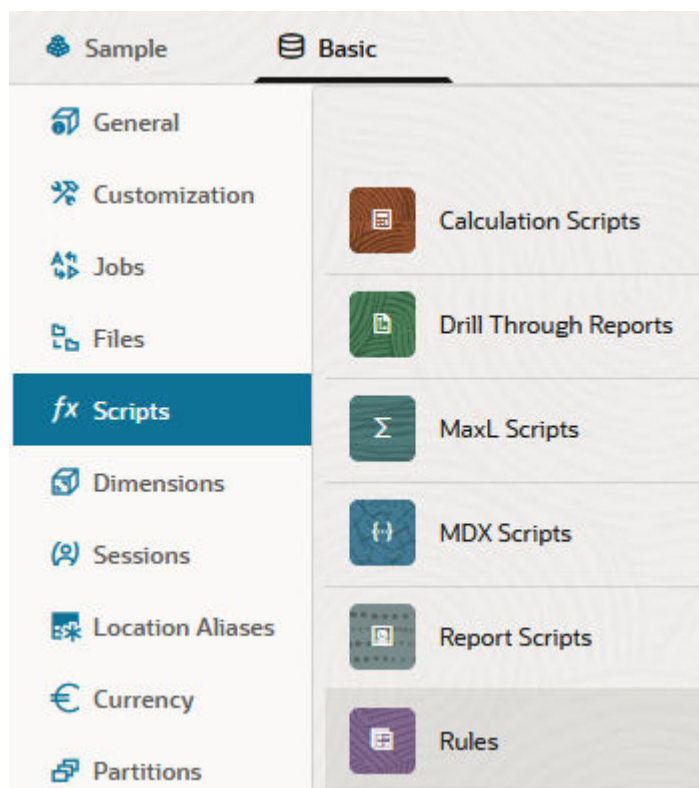 Sample
Basic
General
Customization
Jobs
Files
fx Scripts
Dimensions
Sessions
Location Aliases
Currency
Partitions
Calculation Scripts
Drill Through Reports
MaxL Scripts
MDX Scripts
Report Scripts
Rules